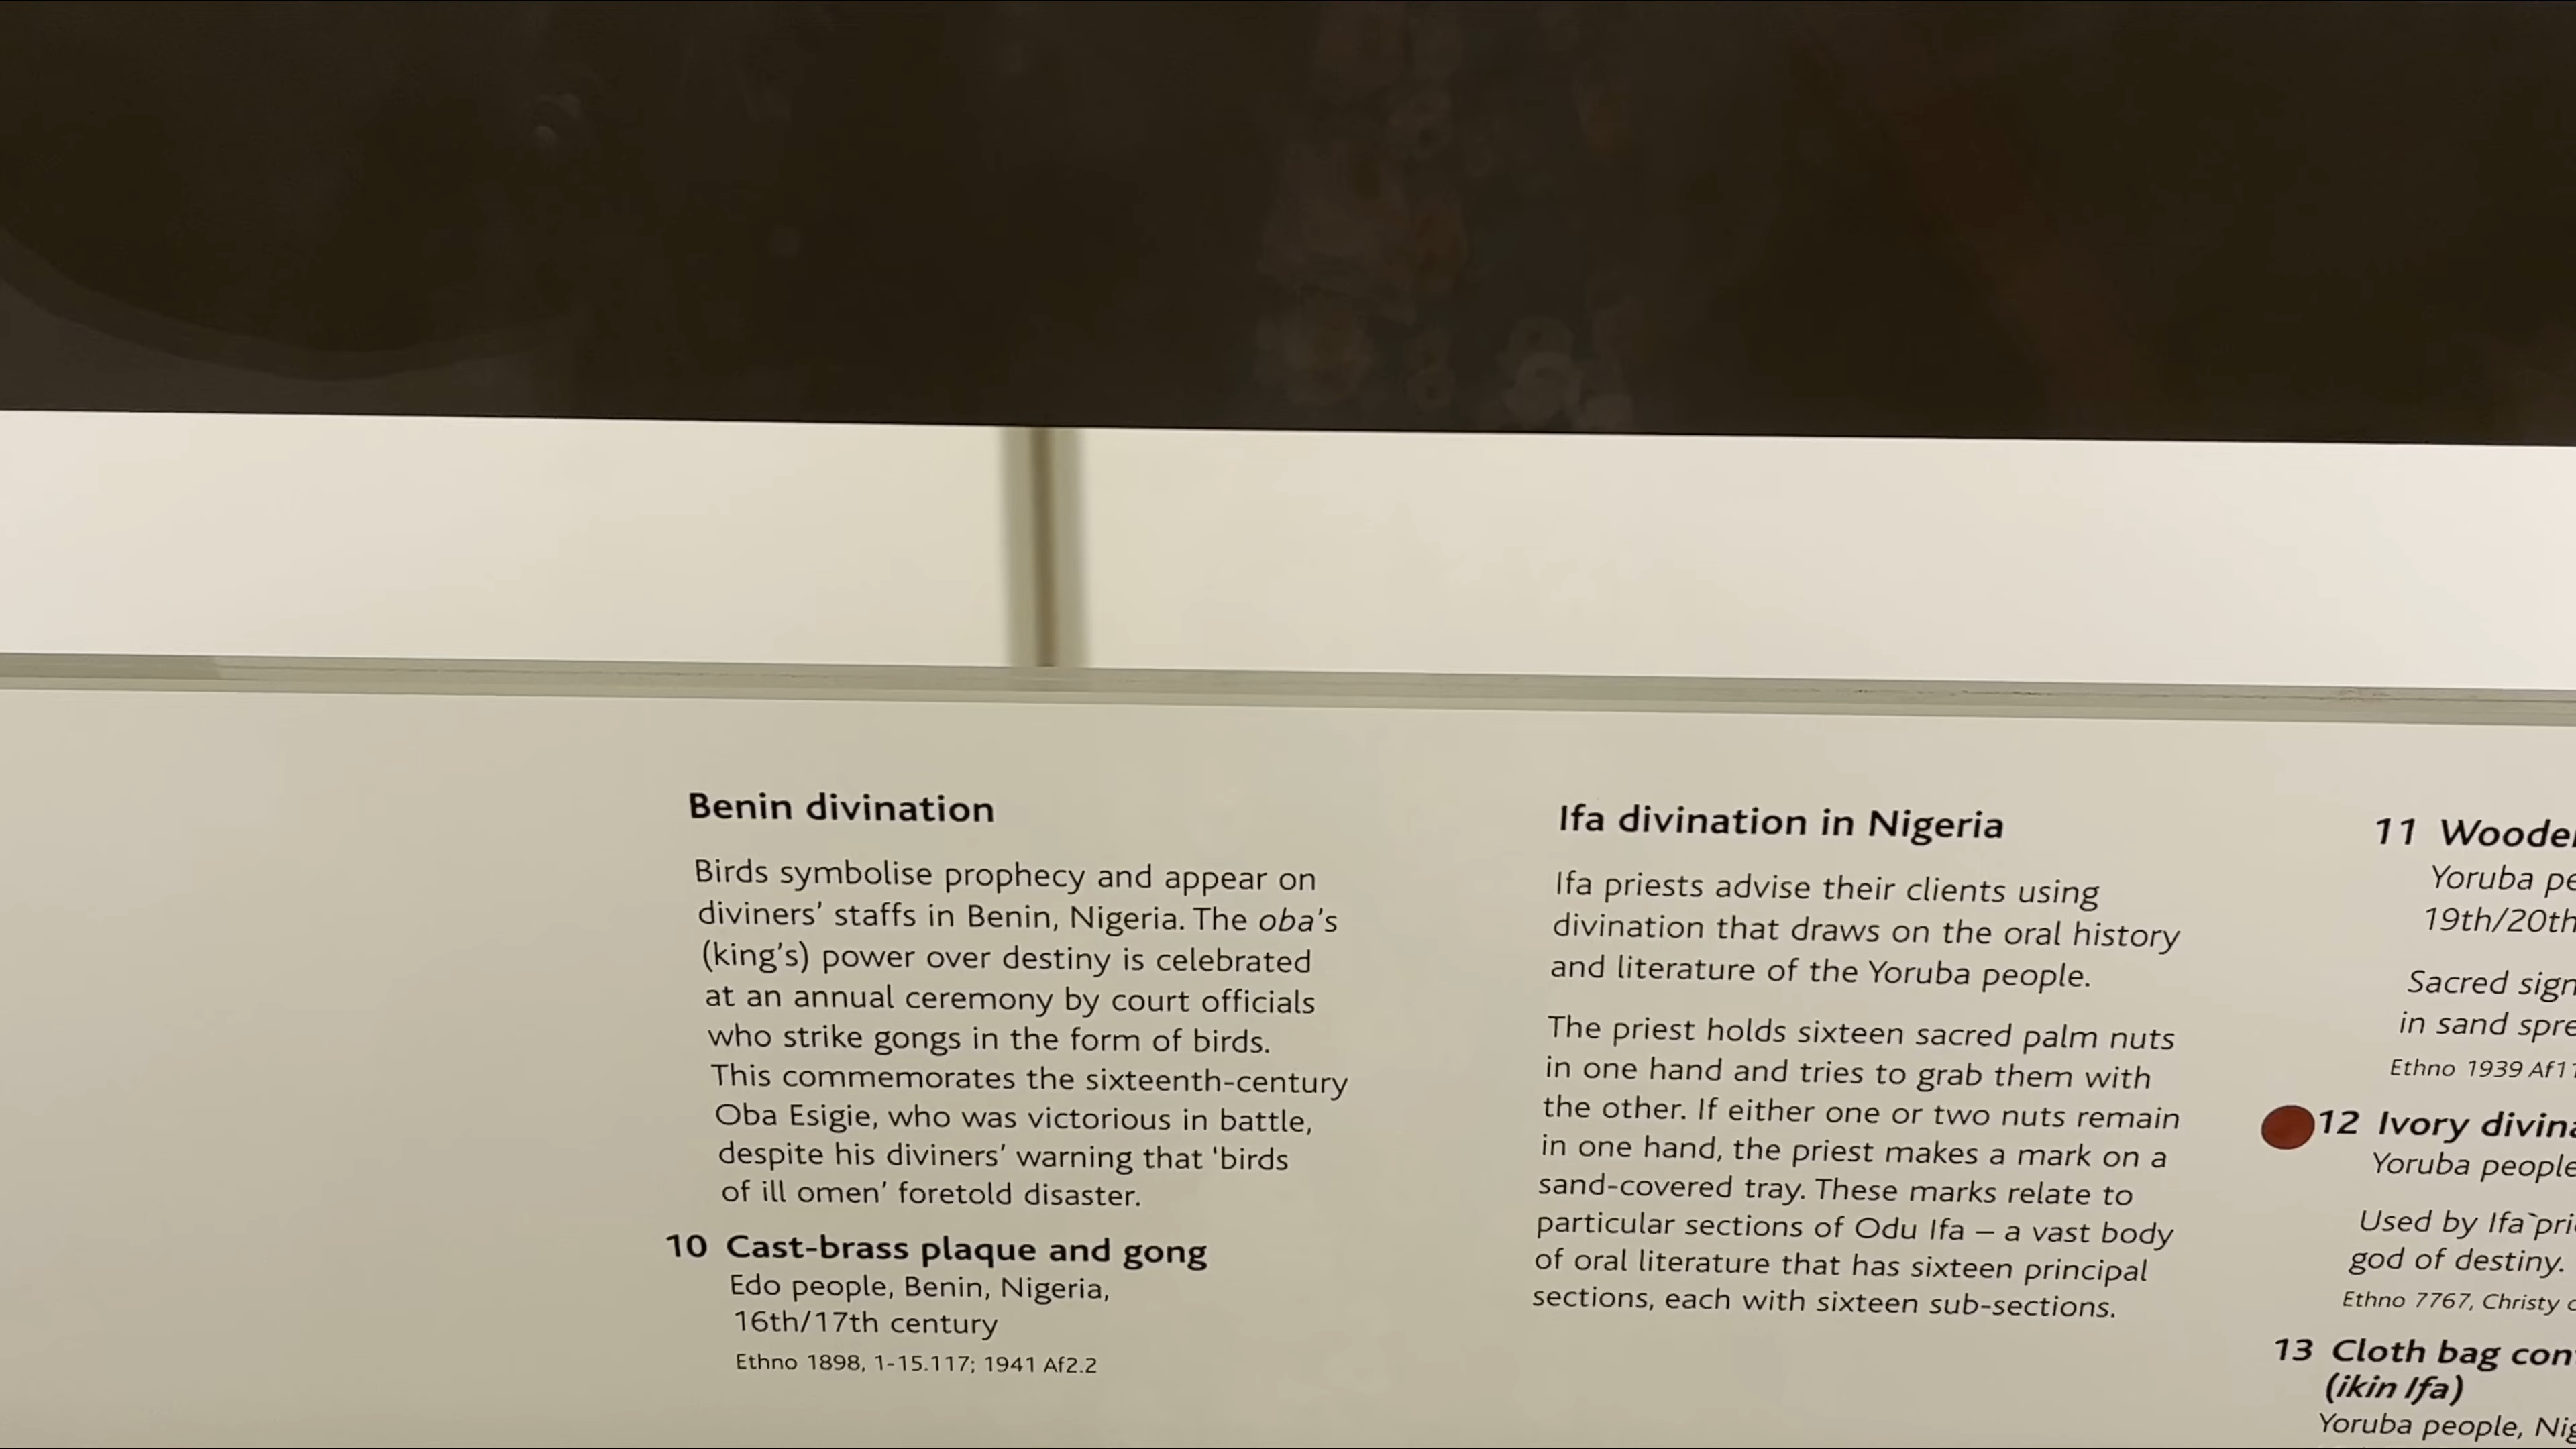 Benin divination
Birds symbolise prophecy and appear on
diviners' staffs in Benin, Nigeria. The oba's
(king's) power over destiny is celebrated
at an annual ceremony by court officials
who strike gongs in the form of birds.
This commemorates the sixteenth-century
Oba Esigie, who was victorious in battle,
despite his diviners' warning that 'birds
of ill omen' foretold disaster.
10 Cast-brass plaque and gong
Edo people, Benin, Nigeria,
16th/17th century
Ethno 1898, 1-15.117; 1941 Af2.2
Ifa divination in Nigeria
Ifa priests advise their clients using
divination that draws on the oral history
and literature of the Yoruba people.
The priest holds sixteen sacred palm nuts
in one hand and tries to grab them with
the other. If either one or two nuts remain
in one hand, the priest makes a mark on a
sand-covered tray. These marks relate to
particular sections of Odu Ifa – a vast body
of oral literature that has sixteen principal
sections, each with sixteen sub-sections.
11
Yoruba
19th/20th
Sacred
in sand
Ethno 1939
12 Ivory
Yoruba people
Used by Ifa
god of destiny.
Ethno 7767, Christy
13 Cloth bag
(ikin Ifa)
Yoruba people,